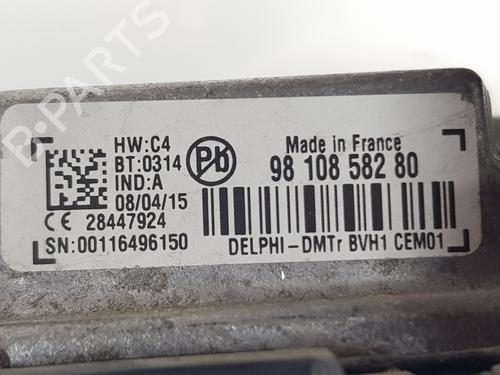 HW:C4
BT:0314
IND:A
08/04/15
CE 28447924
SN:00116496150
Pb
Made in France
98 108 582 80
DELPHI-DMTr BVH1 CEM01
B-PARTS